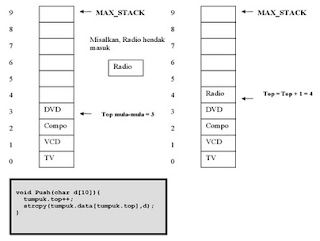 9
MAX_STACK
8
7
6
5
4
3
DVD
2
Compo
1
VCD
0
TV
Top mula-mula = 3
Misalkan, Radio hendak
masuk
Radio
9
MAX_STACK
8
7
6
5
4
Radio
3
DVD
2
Compo
1
VCD
0
TV
Top = Top + 1 = 4
void Push(char d[10]){
tumpuk.top++;
strcpy(tumpuk.data[tumpuk.top],d);
}